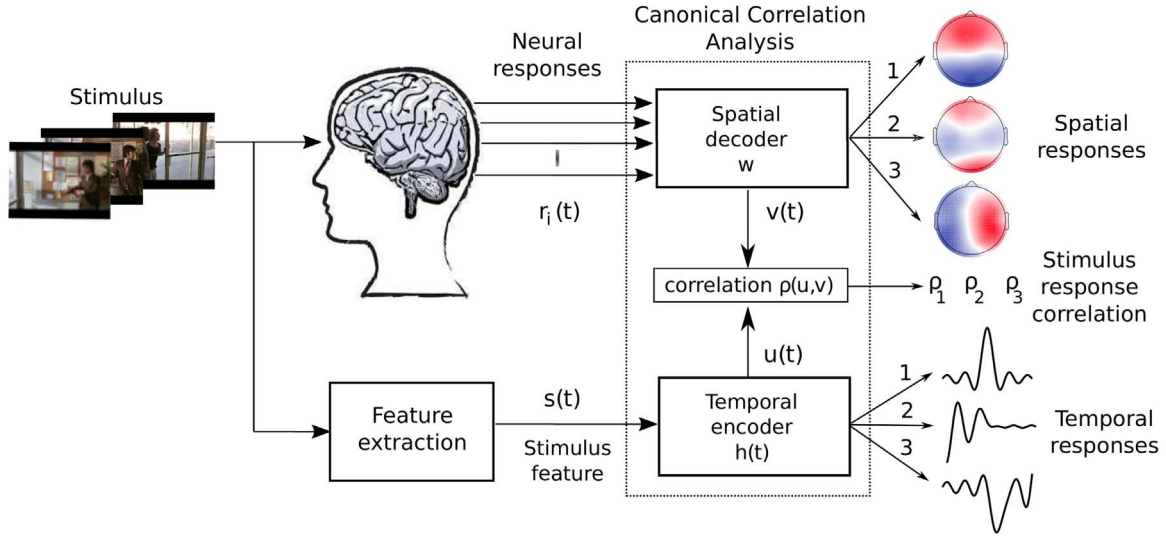 Canonical Correlation
Analysis
Stimulus
Neural
responses
r_i (t)
Spatial
decoder
w
v(t)
1
2
3
Spatial
responses
correlation ρ(u,v)
ρ_1 ρ_2 ρ_3
Stimulus
response
correlation
u(t)
Feature
extraction
s(t)
Stimulus
feature
Temporal
encoder
h(t)
1
2
3
Temporal
responses